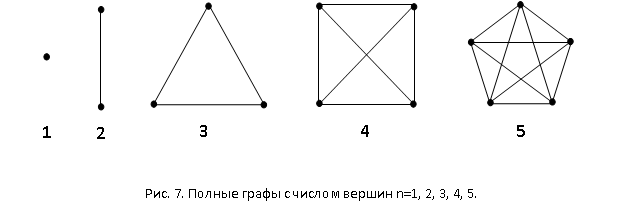 1 2 3 4 5
Рис. 7. Полные графы с числом вершин n=1, 2, 3, 4, 5.